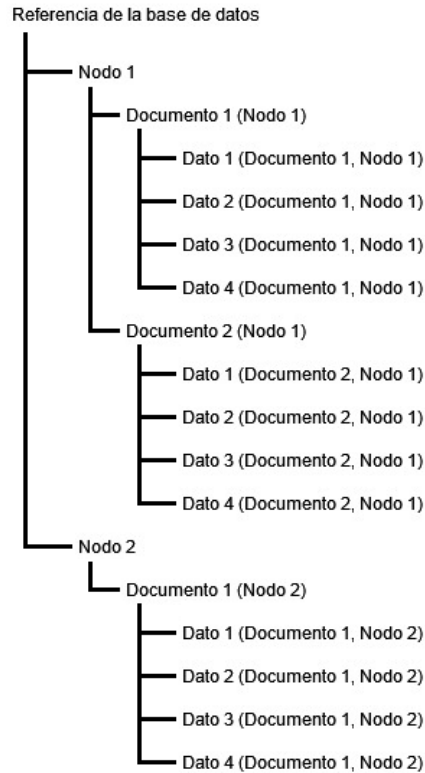 Referencia de la base de datos
Nodo 1
Documento 1 (Nodo 1)
Dato 1 (Documento 1, Nodo 1)
Dato 2 (Documento 1, Nodo 1)
Dato 3 (Documento 1, Nodo 1)
Dato 4 (Documento 1, Nodo 1)
Documento 2 (Nodo 1)
Dato 1 (Documento 2, Nodo 1)
Dato 2 (Documento 2, Nodo 1)
Dato 3 (Documento 2, Nodo 1)
Dato 4 (Documento 2, Nodo 1)
Nodo 2
Documento 1 (Nodo 2)
Dato 1 (Documento 1, Nodo 2)
Dato 2 (Documento 1, Nodo 2)
Dato 3 (Documento 1, Nodo 2)
Dato 4 (Documento 1, Nodo 2)